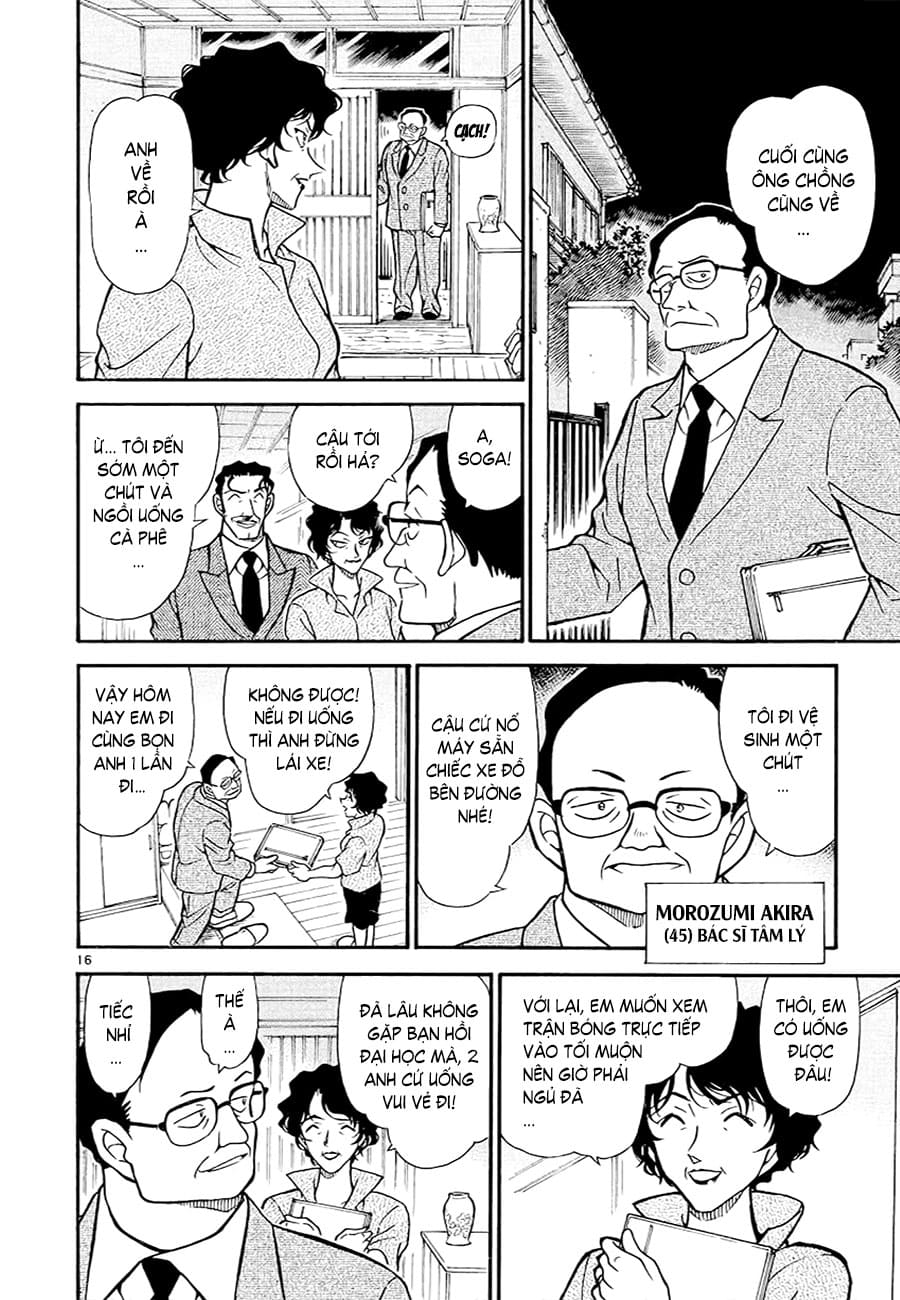 CUỐI CÙNG
ÔNG CHỒNG
CŨNG VỀ
...
CẠCH!
ANH
VỀ
RỒI
À
...
A,
SOGA!
CẬU TỚI
RỒI HẢ?
Ừ... TÔI ĐẾN
SỚM MỘT
CHÚT VÀ
NGỒI UỐNG
CÀ PHÊ
...
TÔI ĐI VỆ
SINH MỘT
CHÚT
...
CẬU CỨ NỔ
MÁY SẴN
CHIẾC XE ĐỒ
BÊN ĐƯỜNG
NHÉ!
MOROZUMI AKIRA
(45) BÁC SĨ TÂM LÝ
KHÔNG ĐƯỢC!
NẾU ĐI UỐNG
THÌ ANH ĐỪNG
LÁI XE!
VẬY HÔM
NAY EM ĐI
CÙNG BỌN
ANH 1 LẦN
ĐI...
16
THÔI, EM
CÓ UỐNG
ĐƯỢC
ĐÂU!
VỚI LẠI, EM MUỐN XEM
TRẬN BÓNG TRỰC TIẾP
VÀO TỐI MUỘN
NÊN GIỜ PHẢI
NGỦ ĐÃ
...
ĐÃ LÂU KHÔNG
GẶP BẠN HỒI
ĐẠI HỌC MÀ, 2
ANH CỨ UỐNG
VUI VẺ ĐI!
THẾ
À
...
TIẾC
NHÍ
...